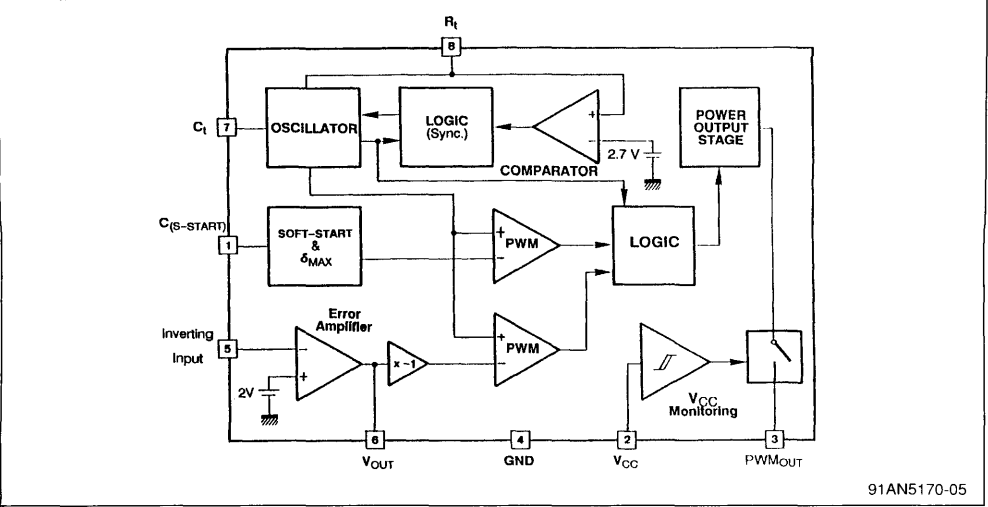 Rt
8
Ct
7
OSCILLATOR
LOGIC
(Sync.)
+
−
2.7 V
COMPARATOR
POWER
OUTPUT
STAGE
C(S–START)
1
SOFT–START
&
δMAX
+
−
PWM
LOGIC
Inverting
Input
5
Error
Amplifier
−
+
2V
x −1
+
−
PWM
VCC
Monitoring
6
VOUT
4
GND
2
VCC
3
PWMOUT
91AN5170-05